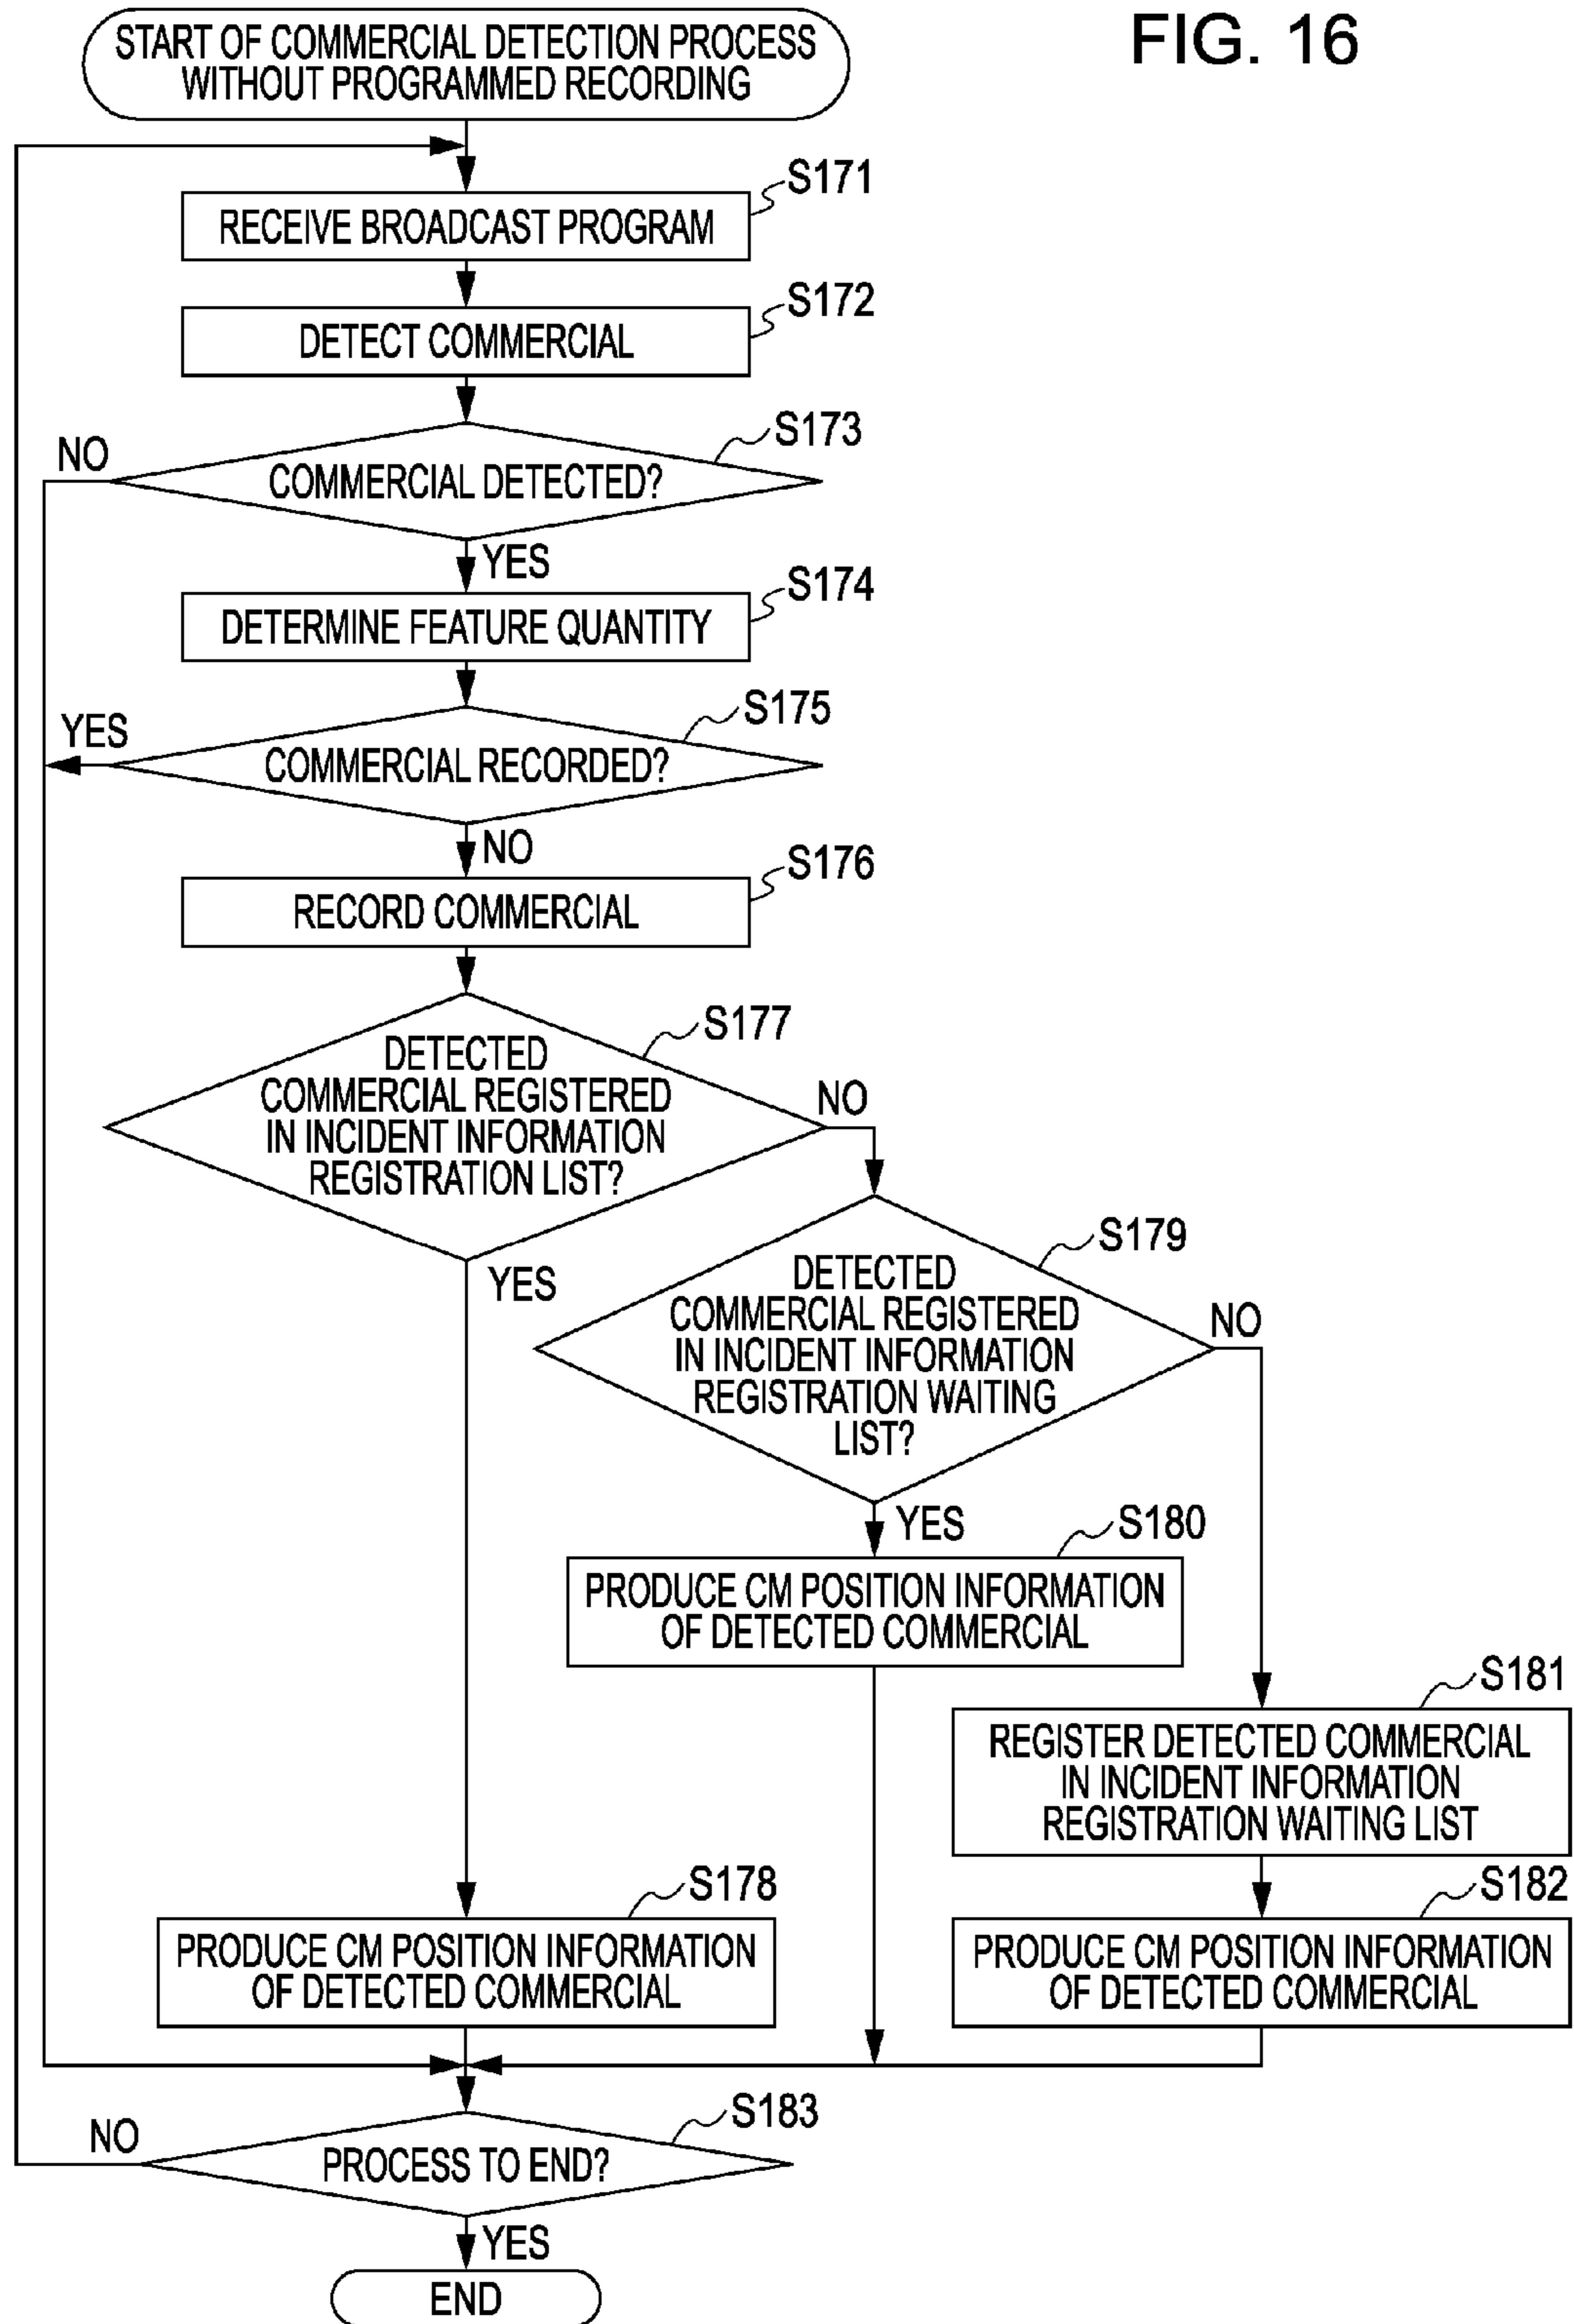 FIG. 16
START OF COMMERCIAL DETECTION PROCESS
WITHOUT PROGRAMMED RECORDING
S171
RECEIVE BROADCAST PROGRAM
S172
DETECT COMMERCIAL
S173
NO
COMMERCIAL DETECTED?
YES
S174
DETERMINE FEATURE QUANTITY
S175
YES
COMMERCIAL RECORDED?
NO
S176
RECORD COMMERCIAL
S177
DETECTED
COMMERCIAL REGISTERED
IN INCIDENT INFORMATION
REGISTRATION LIST?
NO
YES
S179
DETECTED
COMMERCIAL REGISTERED
IN INCIDENT INFORMATION
REGISTRATION WAITING
LIST?
NO
YES
S180
PRODUCE CM POSITION INFORMATION
OF DETECTED COMMERCIAL
S181
REGISTER DETECTED COMMERCIAL
IN INCIDENT INFORMATION
REGISTRATION WAITING LIST
S178
PRODUCE CM POSITION INFORMATION
OF DETECTED COMMERCIAL
S182
PRODUCE CM POSITION INFORMATION
OF DETECTED COMMERCIAL
S183
NO
PROCESS TO END?
YES
END